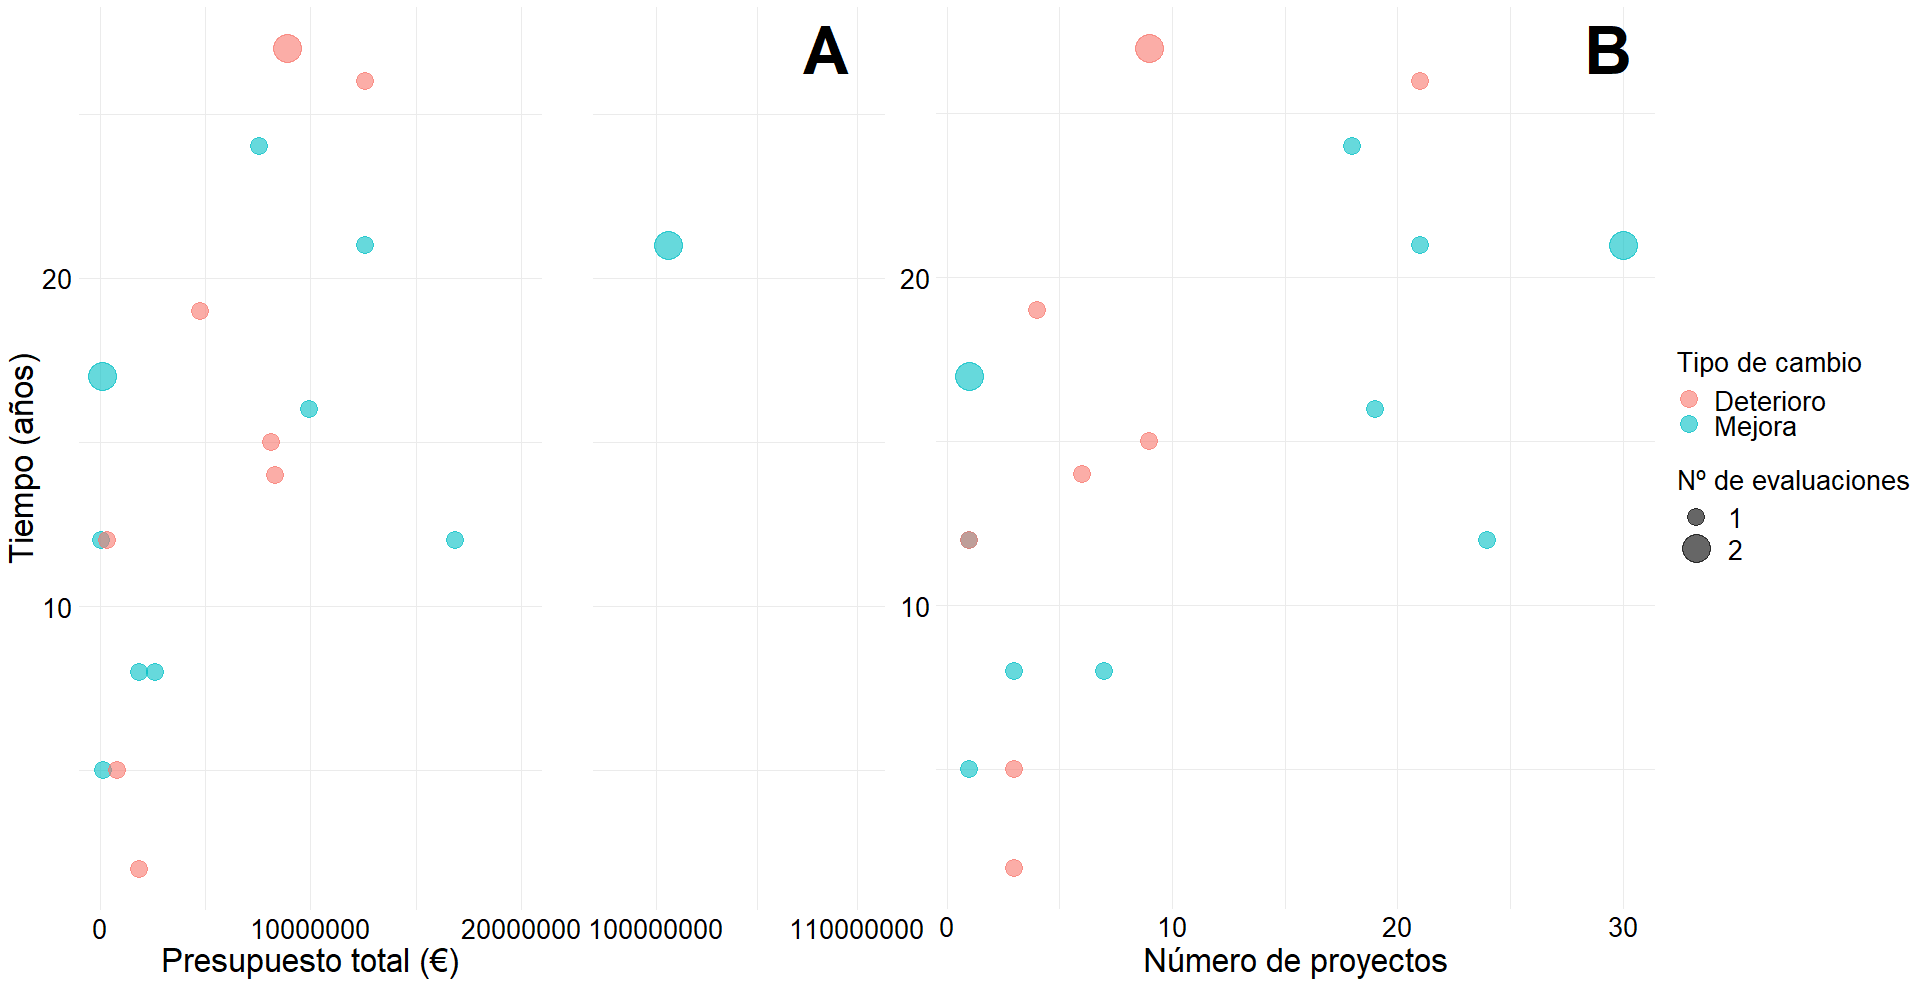 A
B
20
10
Tiempo (años)
0
10000000
20000000
100000000
110000000
Presupuesto total (€)
20
10
0
10
20
30
Número de proyectos
Tipo de cambio
Deterioro
Mejora
Nº de evaluaciones
1
2